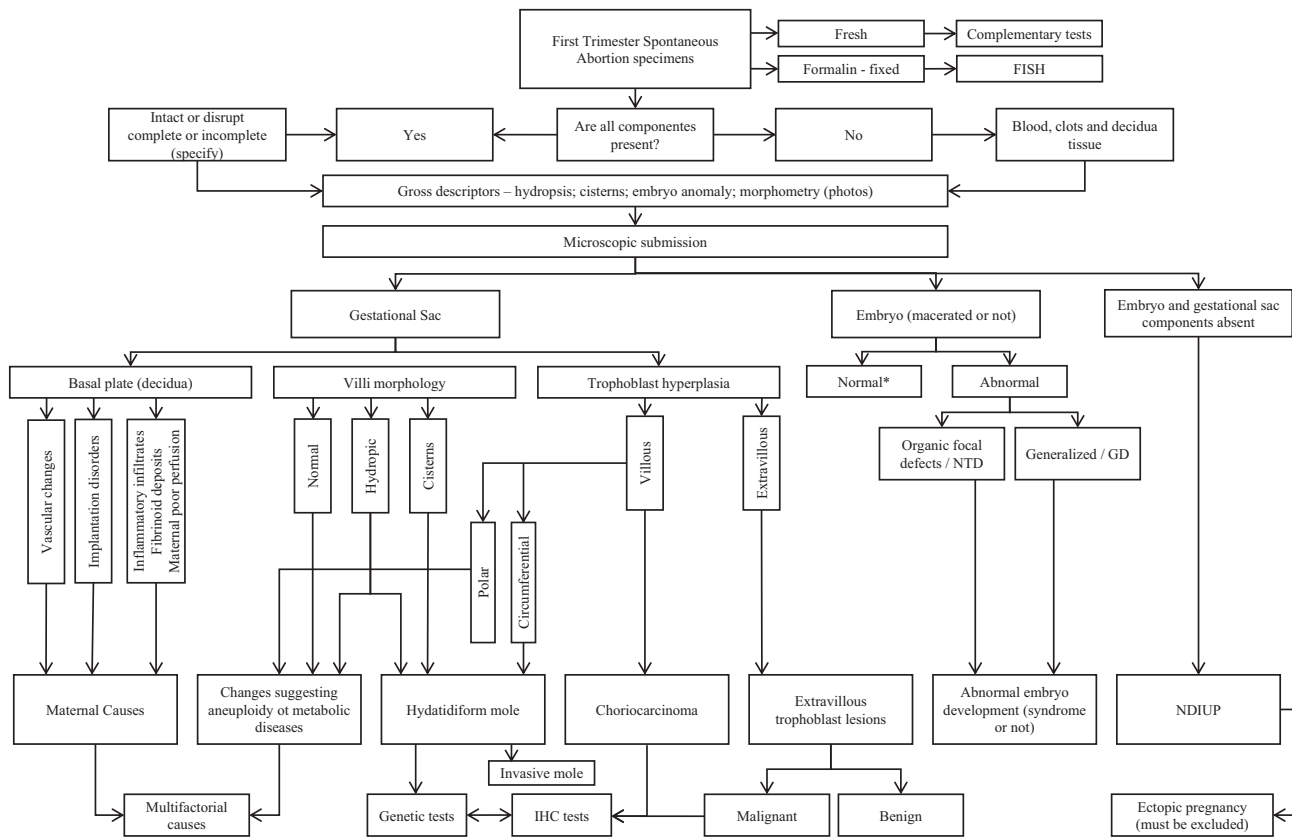 First Trimester Spontaneous
Abortion specimens
Fresh
Complementary tests
Formalin - fixed
FISH
Intact or disrupt
complete or incomplete
(specify)
Yes
Are all componentes
present?
No
Blood, clots and decidua
tissue
Gross descriptors – hydropsis; cisterns; embryo anomaly; morphometry (photos)
Microscopic submission
Gestational Sac
Embryo (macerated or not)
Embryo and gestational sac
components absent
Basal plate (decidua)
Villi morphology
Trophoblast hyperplasia
Normal*
Abnormal
Vascular changes
Implantation disorders
Inflammatory infiltrates
Fibrinoid deposits
Maternal poor perfusion
Normal
Hydropic
Cisterns
Villous
Extravillous
Organic focal
defects / NTD
Generalized / GD
Polar
Circumferential
Maternal Causes
Changes suggesting
aneuploidy ot metabolic
diseases
Hydatidiform mole
Choriocarcinoma
Extravillous
trophoblast lesions
Abnormal embryo
development (syndrome
or not)
NDIUP
Invasive mole
Multifactorial
causes
Genetic tests
IHC tests
Malignant
Benign
Ectopic pregnancy
(must be excluded)